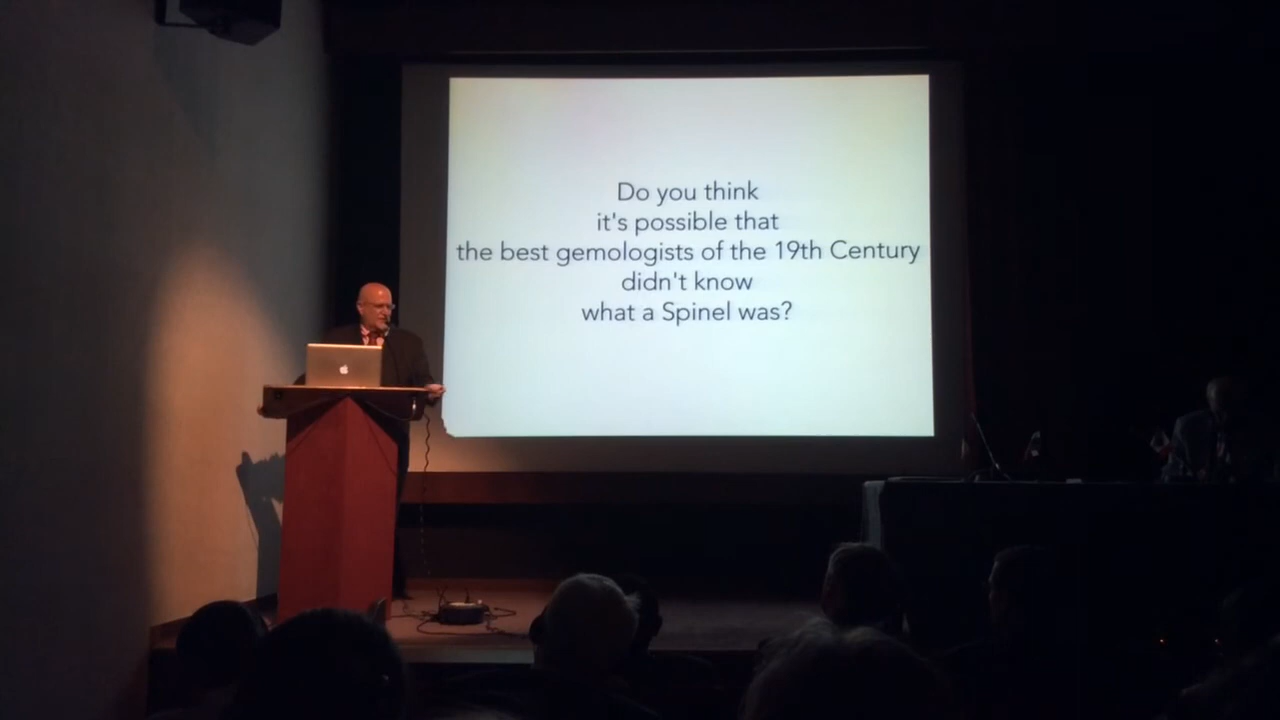 Do you think
it's possible that
the best gemologists of the 19th Century
didn't know
what a Spinel was?